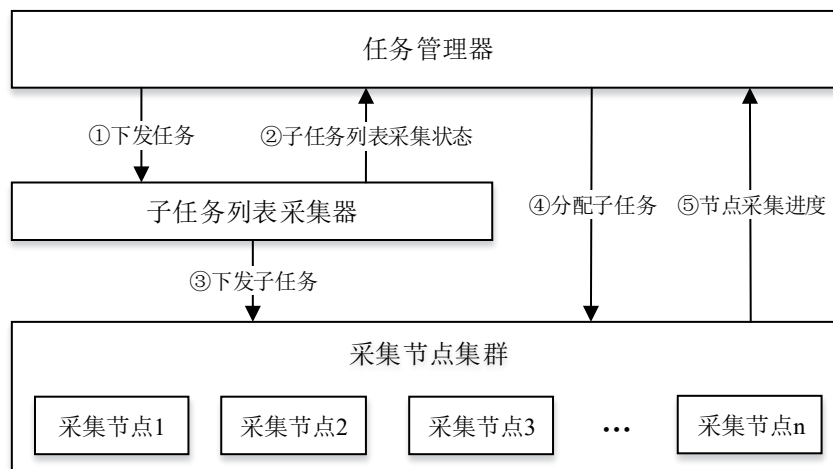 任务管理器
①下发任务
②子任务列表采集状态
子任务列表采集器
④分配子任务
⑤节点采集进度
③下发子任务
采集节点集群
采集节点1
采集节点2
采集节点3
...
采集节点n